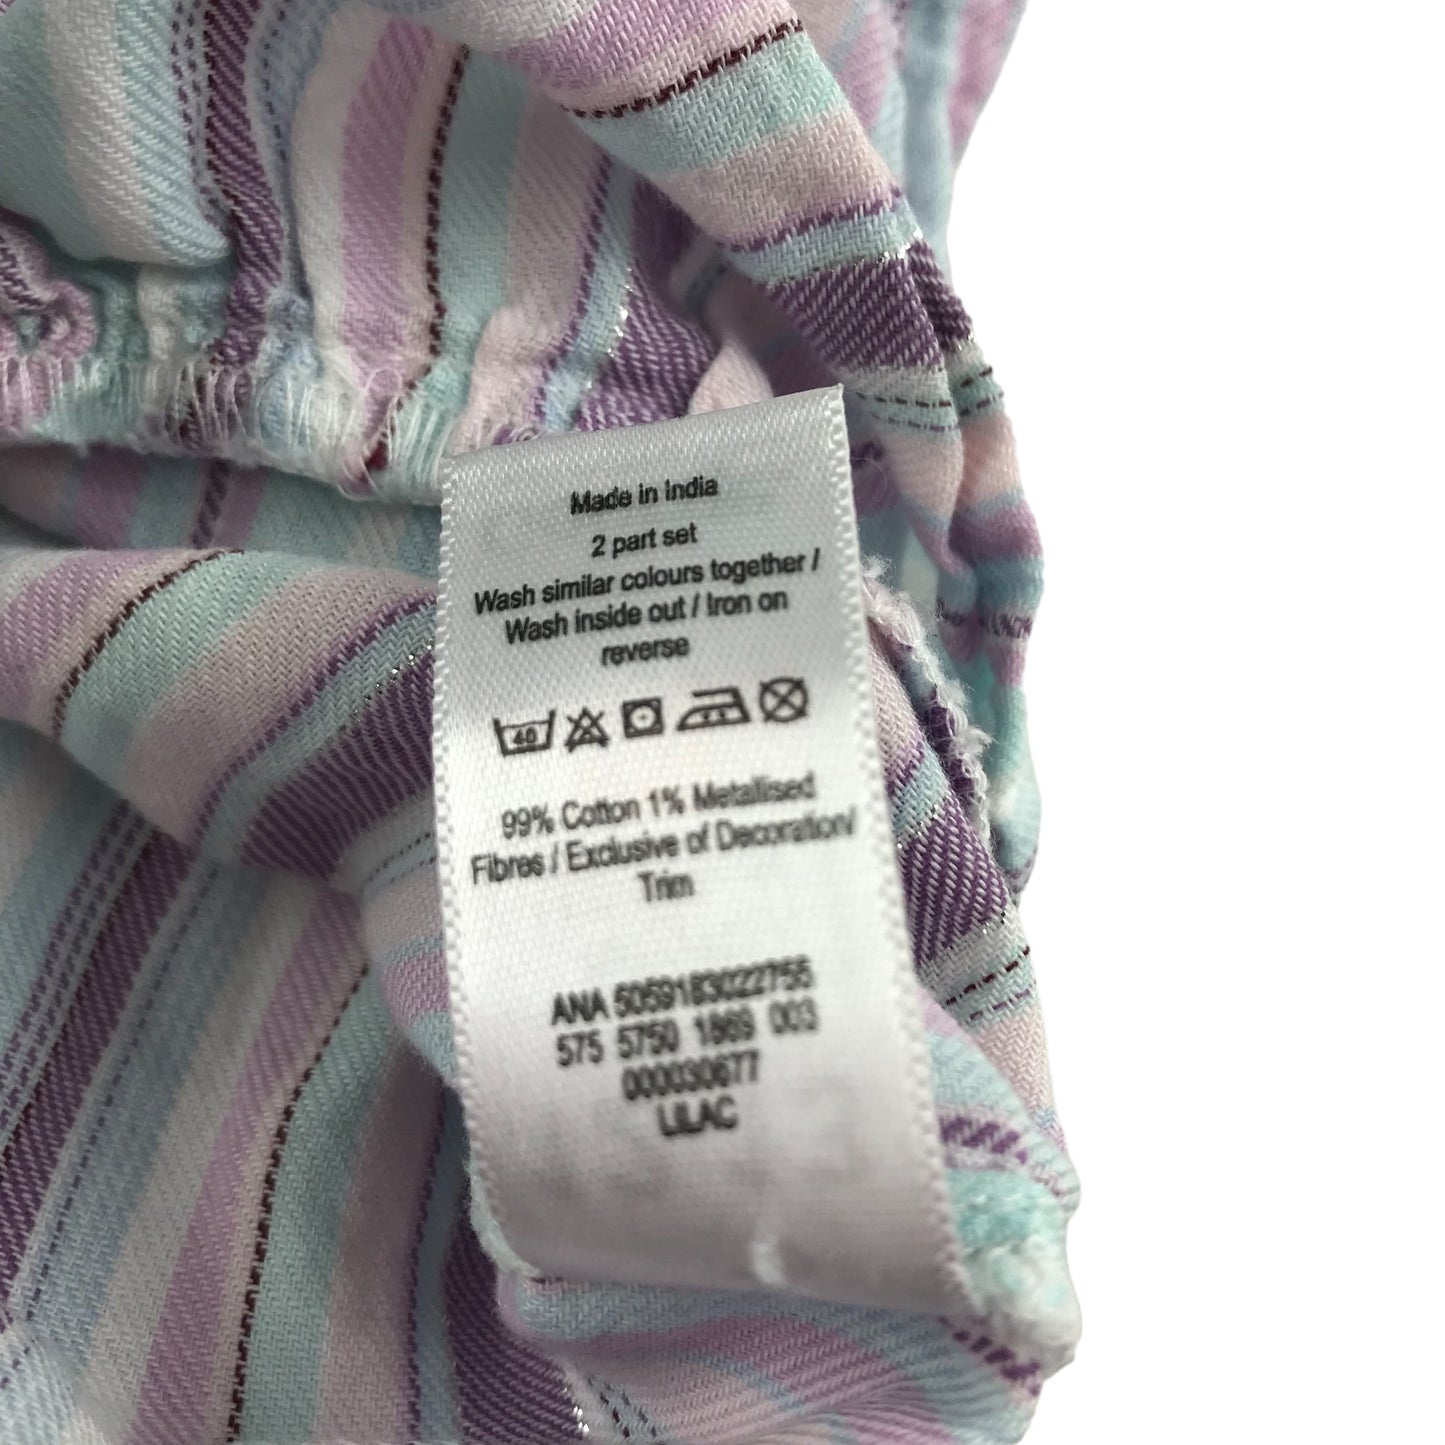 Made in India
2 part set
Wash similar colours together /
Wash inside out / Iron on
reverse
40
99% Cotton 1% Metallised
Fibres / Exclusive of Decoration/
Trim
ANA 5059183022755
575 5750 1869 003
000030677
LILAC